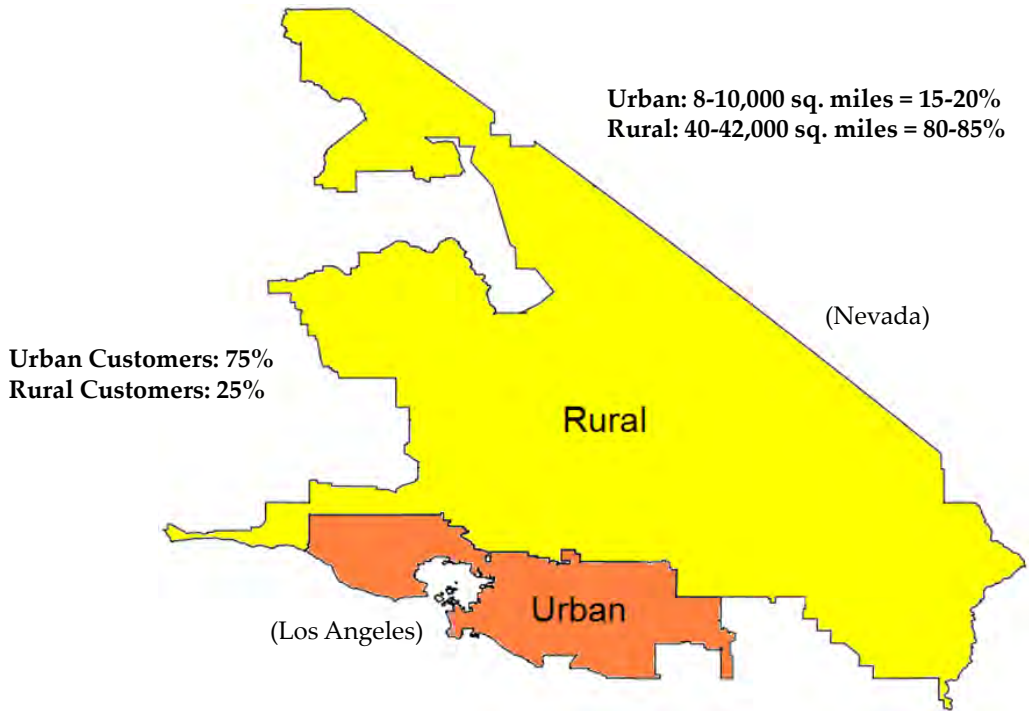 Urban: 8-10,000 sq. miles = 15-20%
Rural: 40-42,000 sq. miles = 80-85%
(Nevada)
Urban Customers: 75%
Rural Customers: 25%
Rural
Urban
(Los Angeles)